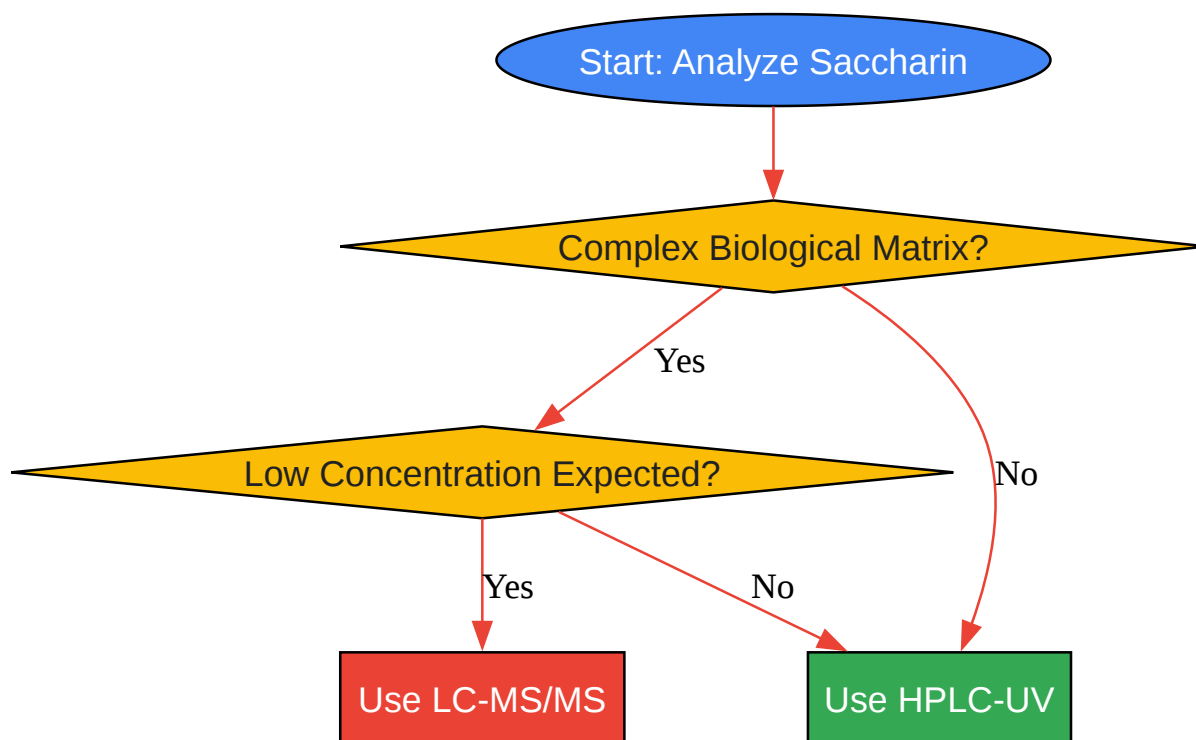 Start: Analyze Saccharin
Complex Biological Matrix?
Yes
Low Concentration Expected?
No
Yes
No
Use LC-MS/MS
Use HPLC-UV